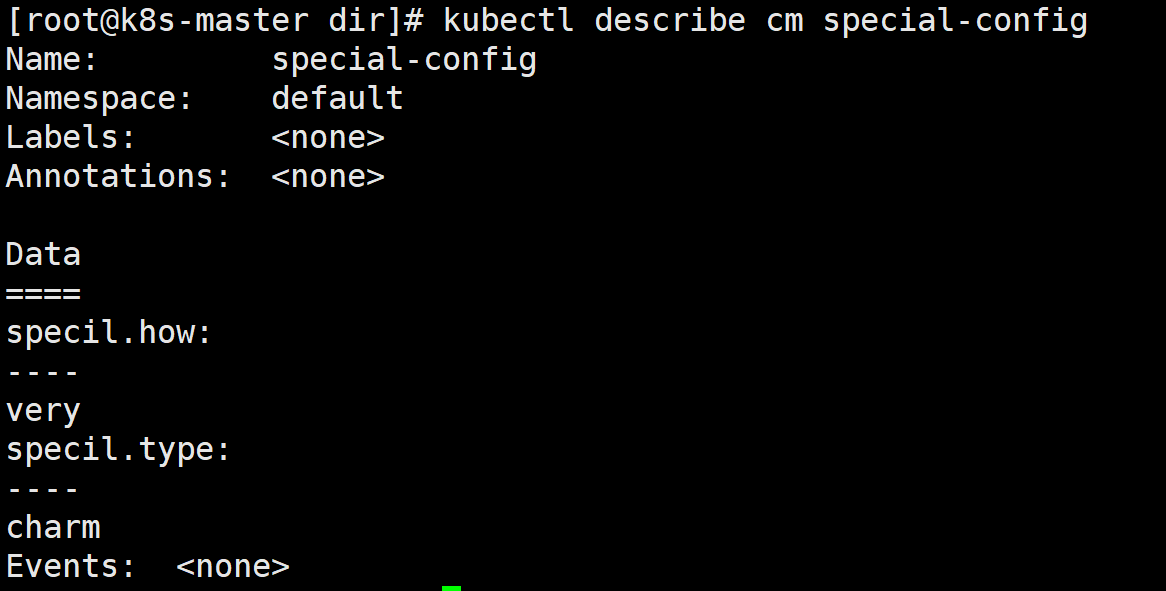 [root@k8s-master dir]# kubectl describe cm special-config
Name:         special-config
Namespace:    default
Labels:       <none>
Annotations:  <none>

Data
====
specil.how:
----
very
specil.type:
----
charm
Events:  <none>